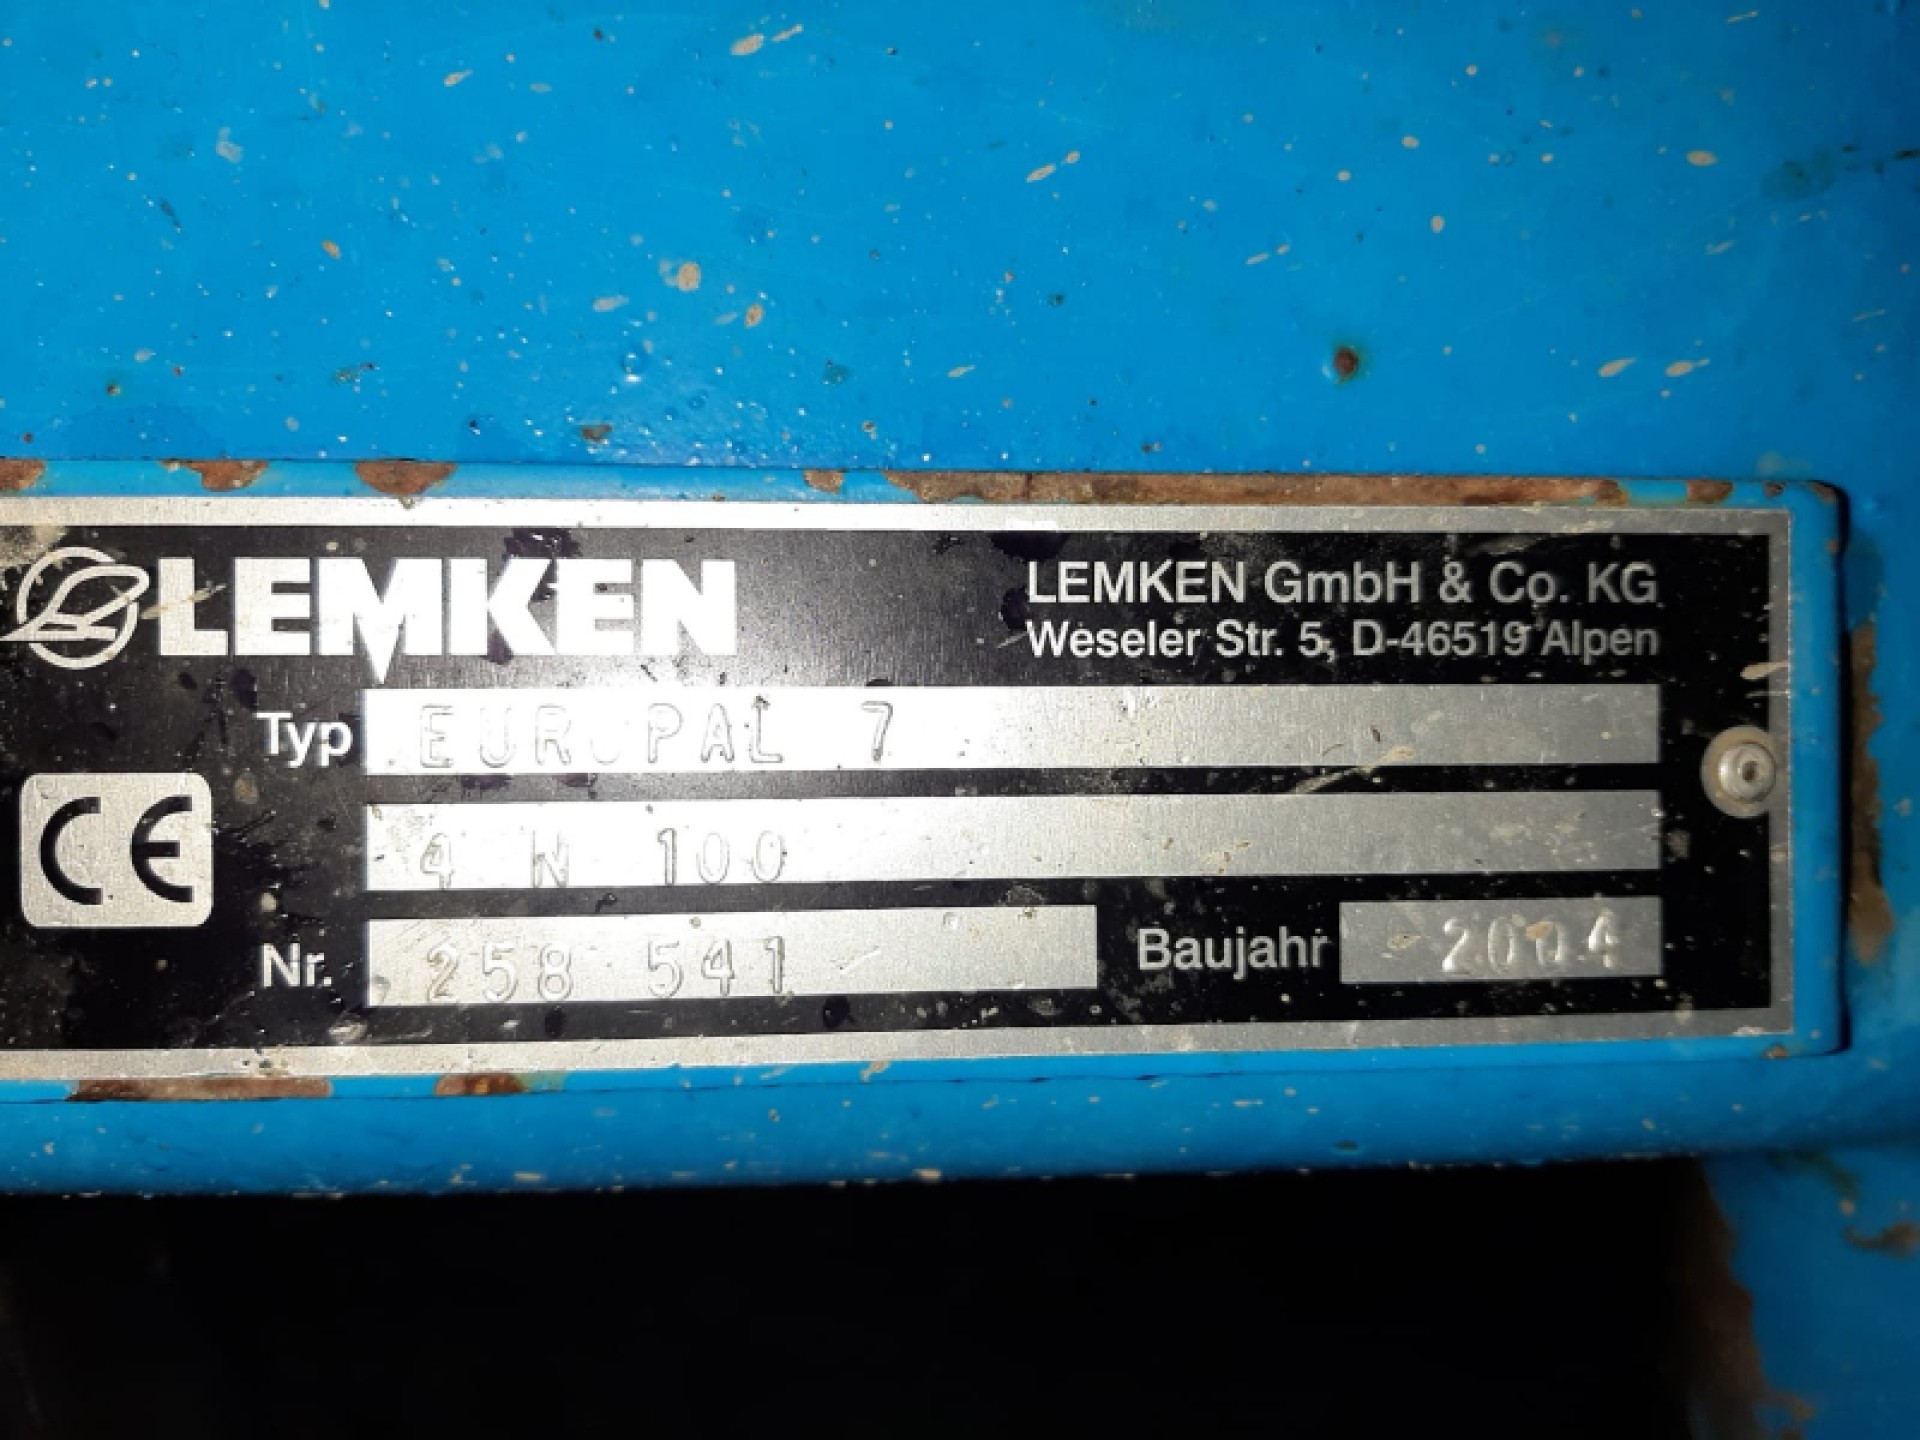 LEMKEN
LEMKEN GmbH & Co. KG
Weseler Str. 5, D-46519 Alpen
Typ EUROPAL 7
4 N 100
CE
Nr. 258 541
Baujahr 2004